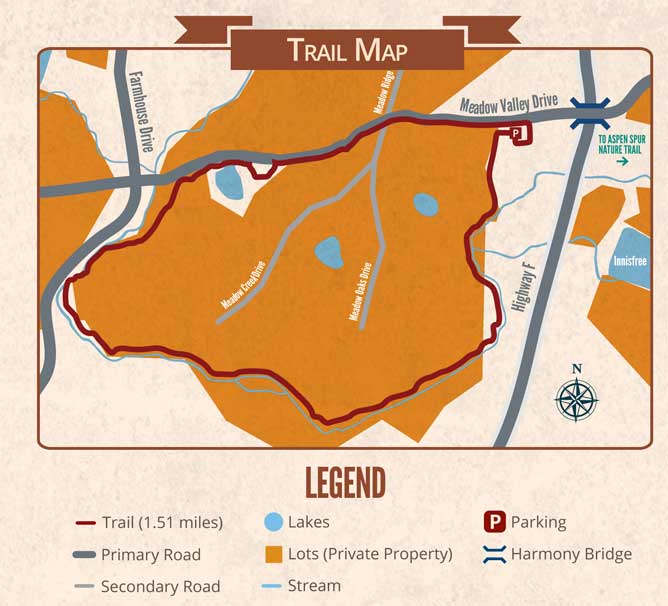 TRAIL MAP
Farmhouse Drive
Meadow Ridge
Meadow Valley Drive
P
TO ASPEN SPUR
NATURE TRAIL
Innisfree
Highway F
Meadow Creek Drive
Meadow Oaks Drive
N
LEGEND
Trail (1.51 miles)
Lakes
P Parking
Primary Road
Lots (Private Property)
Harmony Bridge
Secondary Road
Stream